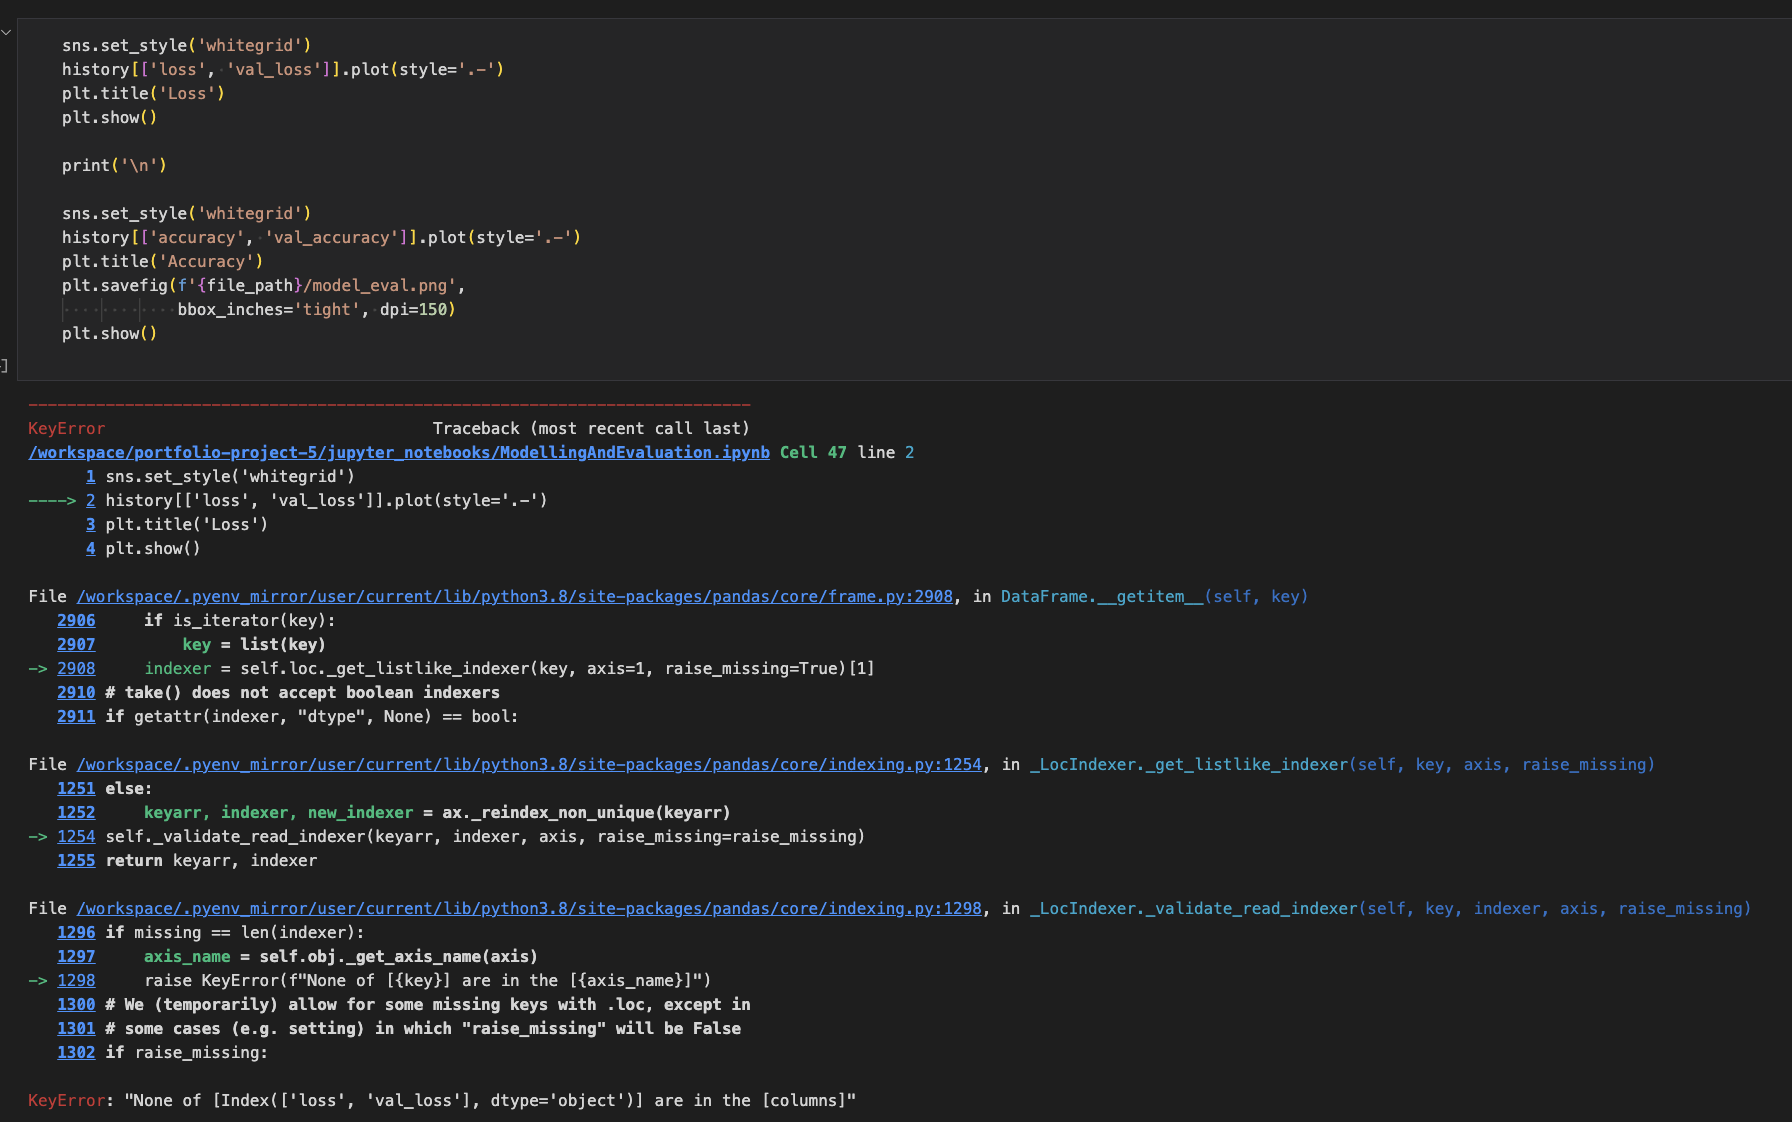 sns.set_style('whitegrid')
history[['loss', 'val_loss']].plot(style='.-')
plt.title('Loss')
plt.show()
print('\n')
sns.set_style('whitegrid')
history[['accuracy', 'val_accuracy']].plot(style='.-')
plt.title('Accuracy')
plt.savefig(f'{file_path}/model_eval.png',
            bbox_inches='tight', dpi=150)
plt.show()
]
---------------------------------------------------------------------------
KeyError                                  Traceback (most recent call last)
/workspace/portfolio-project-5/jupyter_notebooks/ModellingAndEvaluation.ipynb Cell 47 line 2
      1 sns.set_style('whitegrid')
----> 2 history[['loss', 'val_loss']].plot(style='.-')
      3 plt.title('Loss')
      4 plt.show()
File /workspace/.pyenv_mirror/user/current/lib/python3.8/site-packages/pandas/core/frame.py:2908, in DataFrame.__getitem__(self, key)
   2906     if is_iterator(key):
   2907         key = list(key)
-> 2908     indexer = self.loc._get_listlike_indexer(key, axis=1, raise_missing=True)[1]
   2910 # take() does not accept boolean indexers
   2911 if getattr(indexer, "dtype", None) == bool:
File /workspace/.pyenv_mirror/user/current/lib/python3.8/site-packages/pandas/core/indexing.py:1254, in _LocIndexer._get_listlike_indexer(self, key, axis, raise_missing)
   1251 else:
   1252     keyarr, indexer, new_indexer = ax._reindex_non_unique(keyarr)
-> 1254 self._validate_read_indexer(keyarr, indexer, axis, raise_missing=raise_missing)
   1255 return keyarr, indexer
File /workspace/.pyenv_mirror/user/current/lib/python3.8/site-packages/pandas/core/indexing.py:1298, in _LocIndexer._validate_read_indexer(self, key, indexer, axis, raise_missing)
   1296 if missing == len(indexer):
   1297     axis_name = self.obj._get_axis_name(axis)
-> 1298     raise KeyError(f"None of [{key}] are in the [{axis_name}]")
   1300 # We (temporarily) allow for some missing keys with .loc, except in
   1301 # some cases (e.g. setting) in which "raise_missing" will be False
   1302 if raise_missing:
KeyError: "None of [Index(['loss', 'val_loss'], dtype='object')] are in the [columns]"